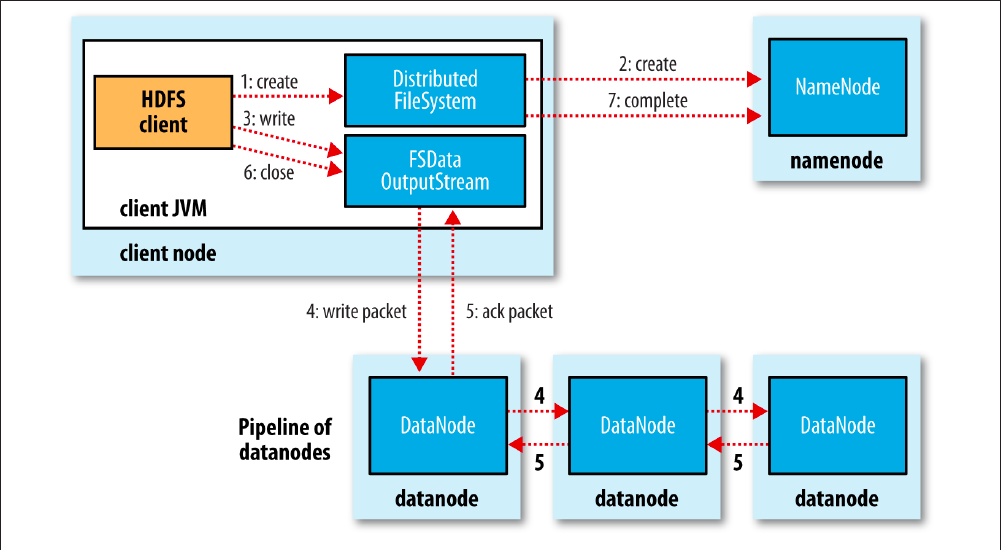 1: create
HDFS
client
3: write
6: close
Distributed
FileSystem
FSData
OutputStream
client JVM
client node
2: create
7: complete
NameNode
namenode
4: write packet
5: ack packet
Pipeline of
datanodes
DataNode
datanode
4
5
DataNode
datanode
4
5
DataNode
datanode